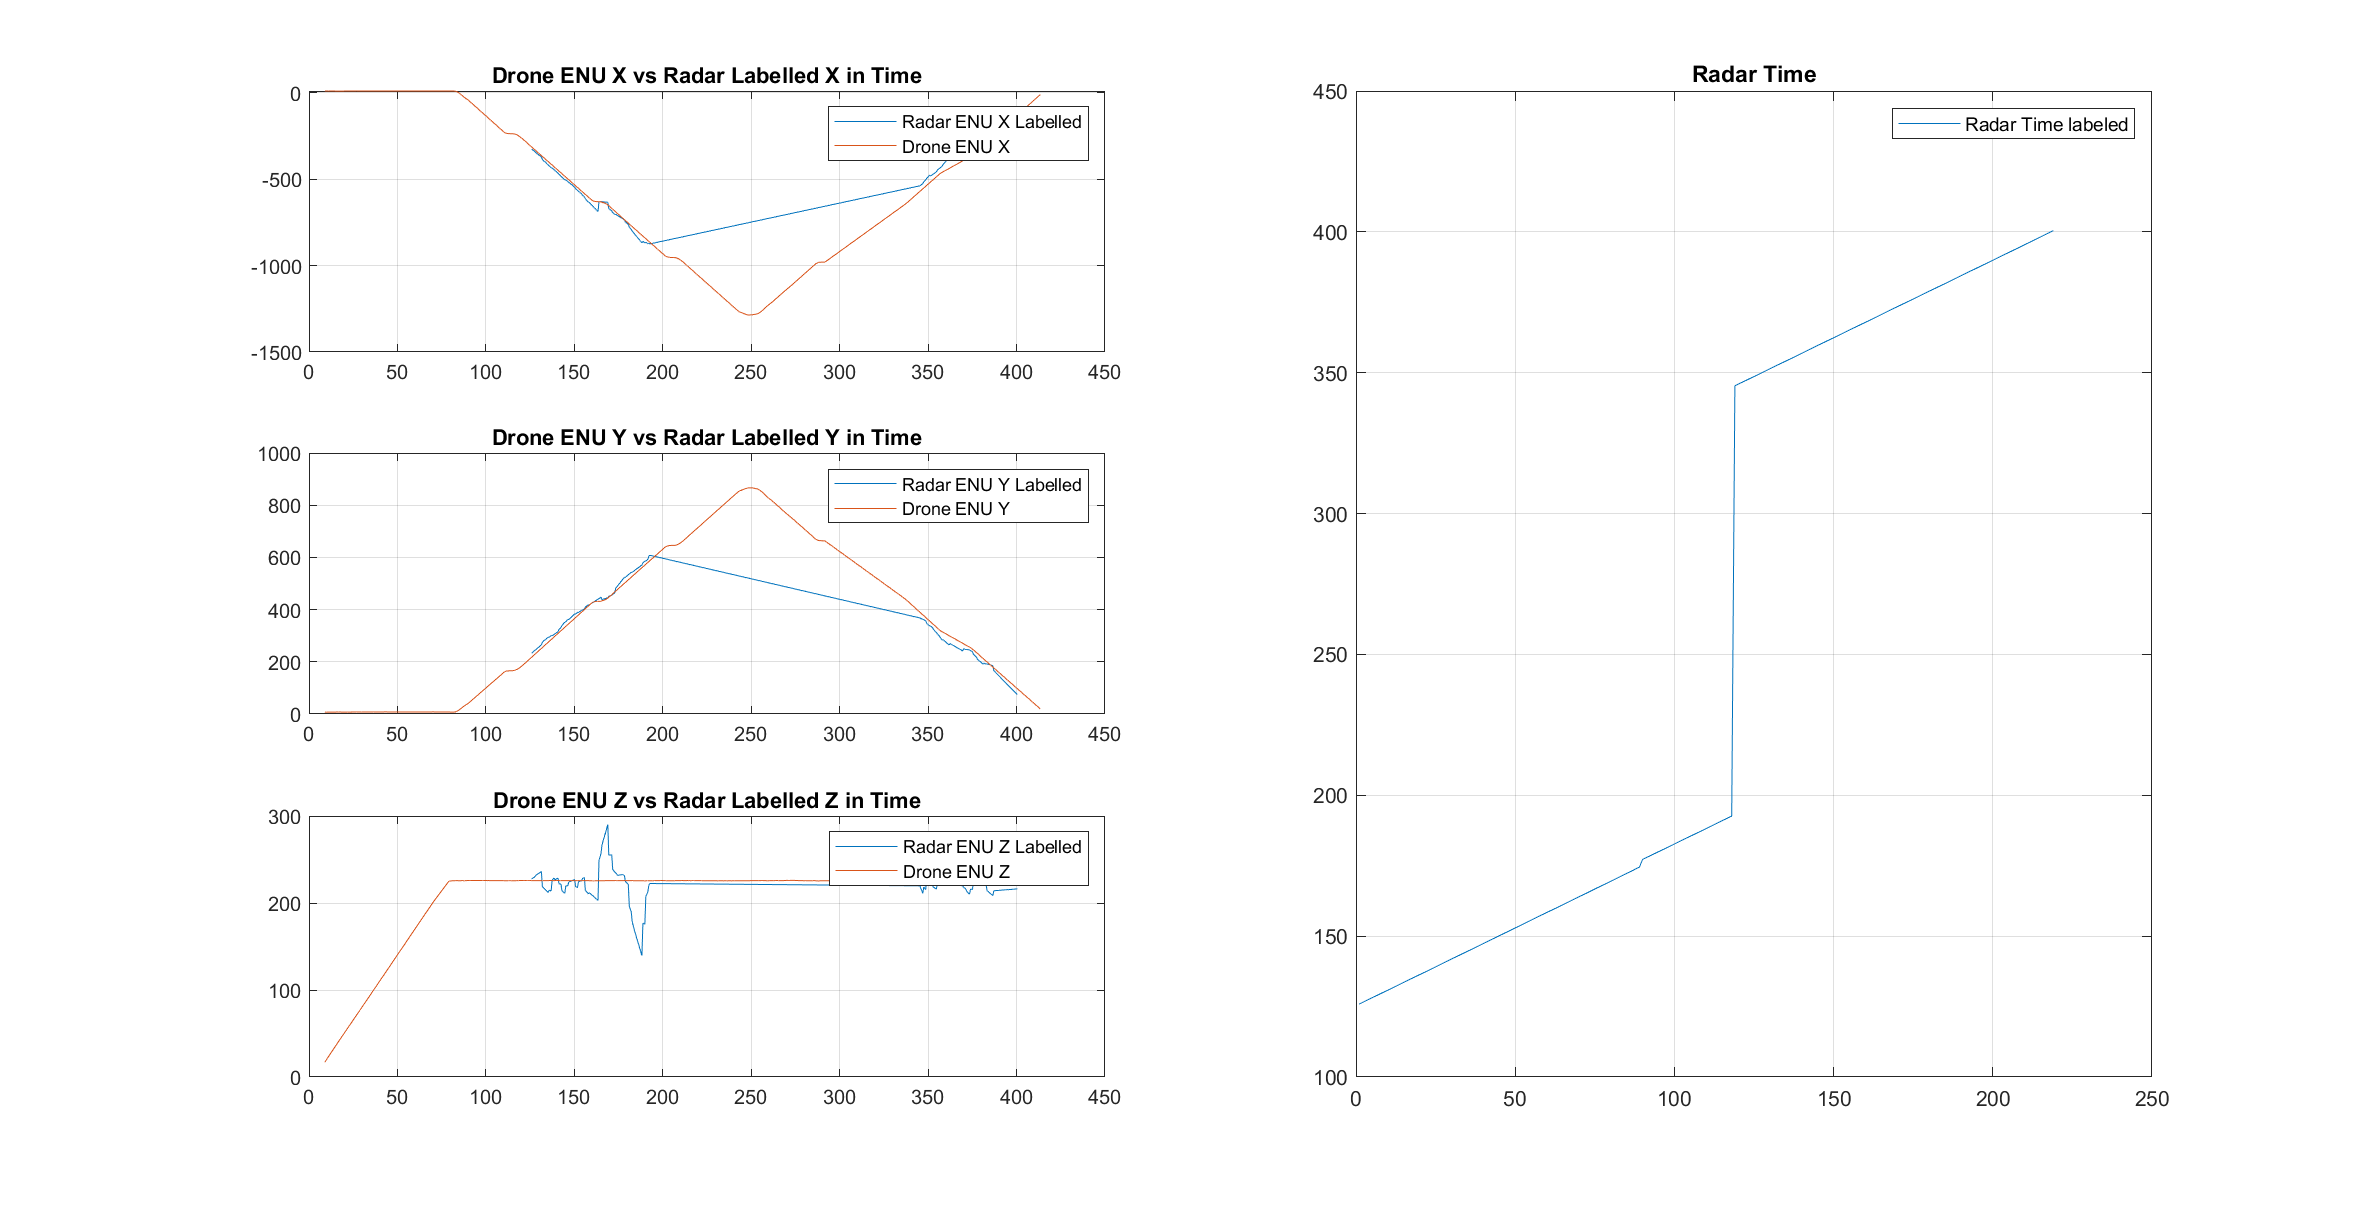 Drone ENU X vs Radar Labelled X in Time
0
-500
-1000
-1500
0 50 100 150 200 250 300 350 400 450
Radar ENU X Labelled
Drone ENU X
Drone ENU Y vs Radar Labelled Y in Time
1000
800
600
400
200
0
0 50 100 150 200 250 300 350 400 450
Radar ENU Y Labelled
Drone ENU Y
Drone ENU Z vs Radar Labelled Z in Time
300
200
100
0
0 50 100 150 200 250 300 350 400 450
Radar ENU Z Labelled
Drone ENU Z
Radar Time
450
400
350
300
250
200
150
100
0 50 100 150 200 250
Radar Time labeled